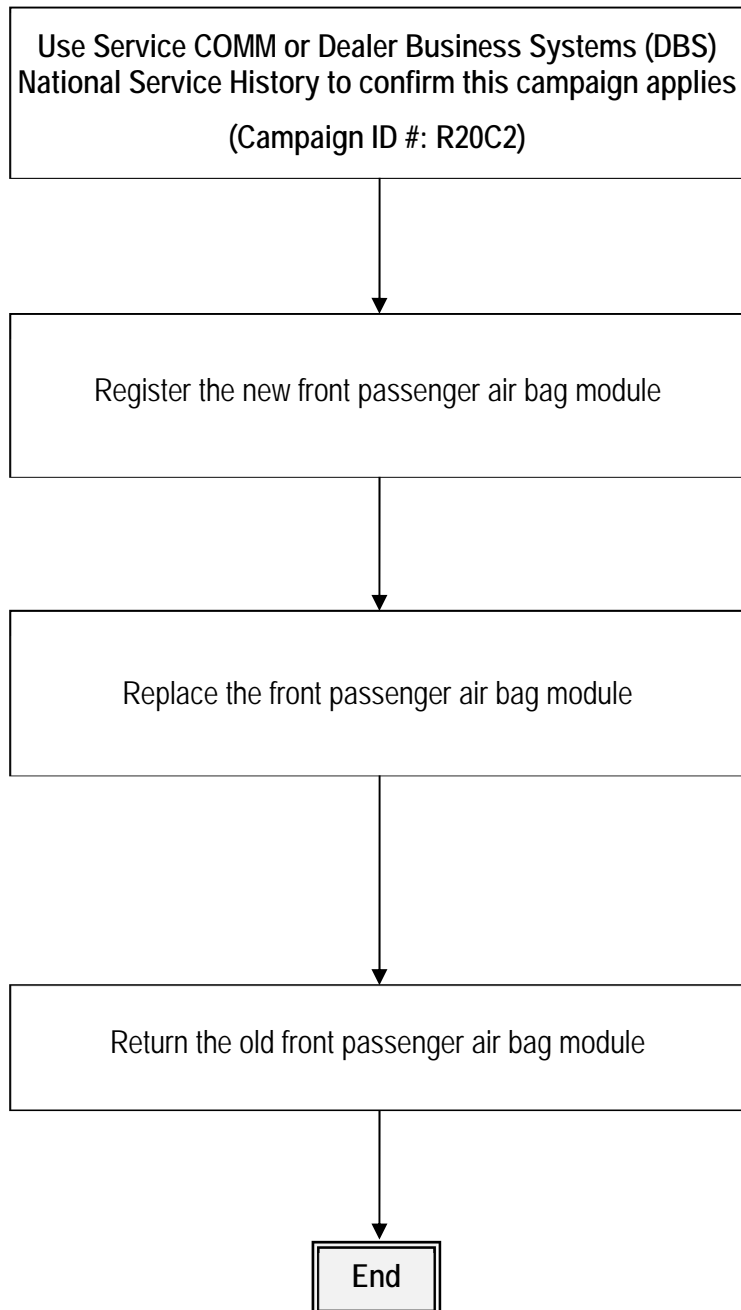 Use Service COMM or Dealer Business Systems (DBS)
National Service History to confirm this campaign applies
(Campaign ID #: R20C2)
Register the new front passenger air bag module
Replace the front passenger air bag module
Return the old front passenger air bag module
End